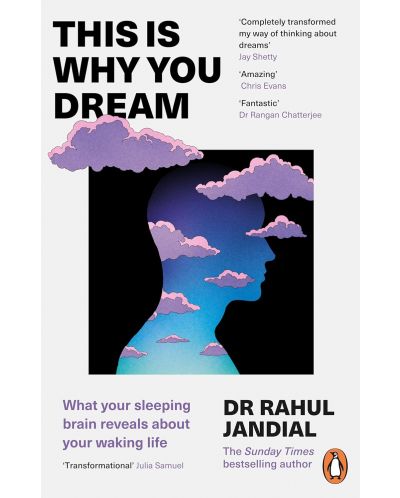 THIS IS
WHY YOU
DREAM
‘Completely transformed
my way of thinking about
dreams’
Jay Shetty
‘Amazing’
Chris Evans
‘Fantastic’
Dr Rangan Chatterjee
What your sleeping
brain reveals about
your waking life
‘Transformational’ Julia Samuel
DR RAHUL
JANDIAL
The Sunday Times
bestselling author